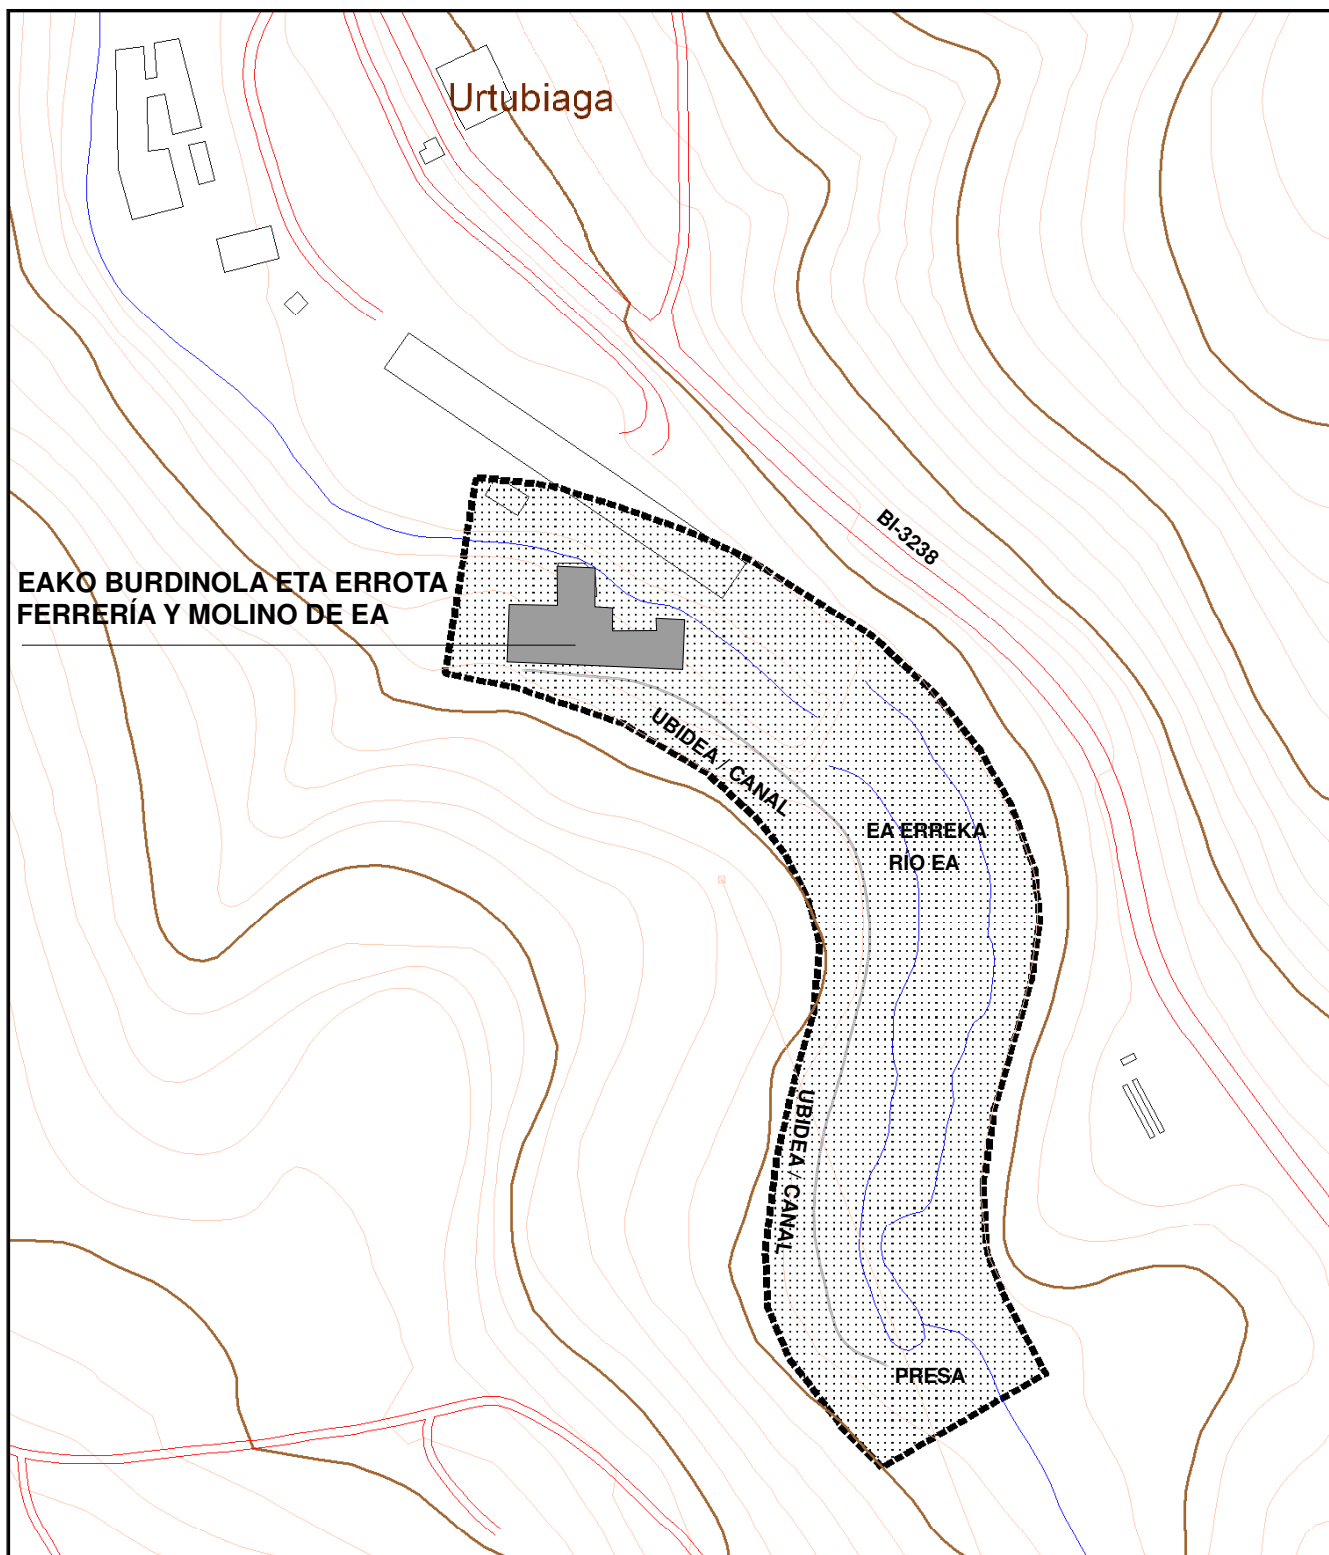 Urtubiaga
BI-3238
EAKO BURDINOLA ETA ERROTA
FERRERÍA Y MOLINO DE EA
UBIDEA / CANAL
EA ERREKA
RIO EA
UBIDEA / CANAL
PRESA